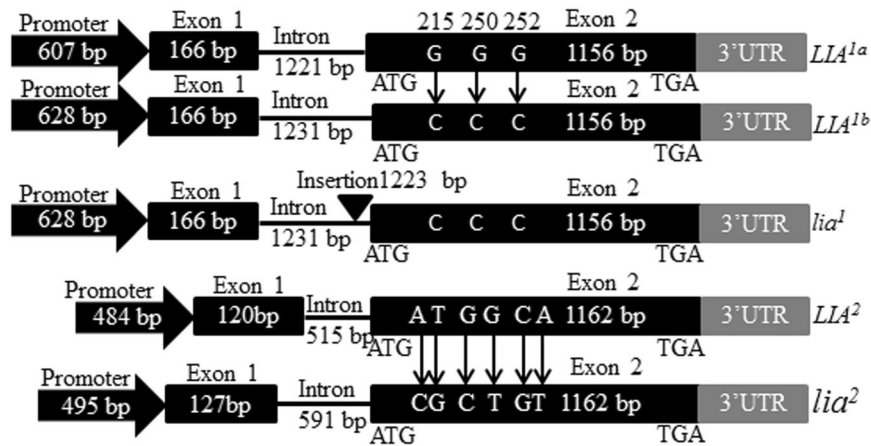 Promoter Exon 1 215 250 252 Exon 2
607 bp 166 bp Intron G G G 1156 bp 3’UTR LIA1a
1221 bp ATG TGA
Promoter Exon 1 Exon 2
628 bp 166 bp Intron C C C 1156 bp 3’UTR LIA1b
1231 bp ATG TGA
Insertion1223 bp
Promoter Exon 1 Exon 2
628 bp 166 bp Intron C C C 1156 bp 3’UTR lia1
1231 bp ATG TGA
Promoter Exon 1 Exon 2
484 bp 120bp Intron A T G G C A 1162 bp 3’UTR LIA2
515 bp ATG TGA
Promoter Exon 1 Exon 2
495 bp 127bp Intron CG C T GT 1162 bp 3’UTR lia2
591 bp ATG TGA